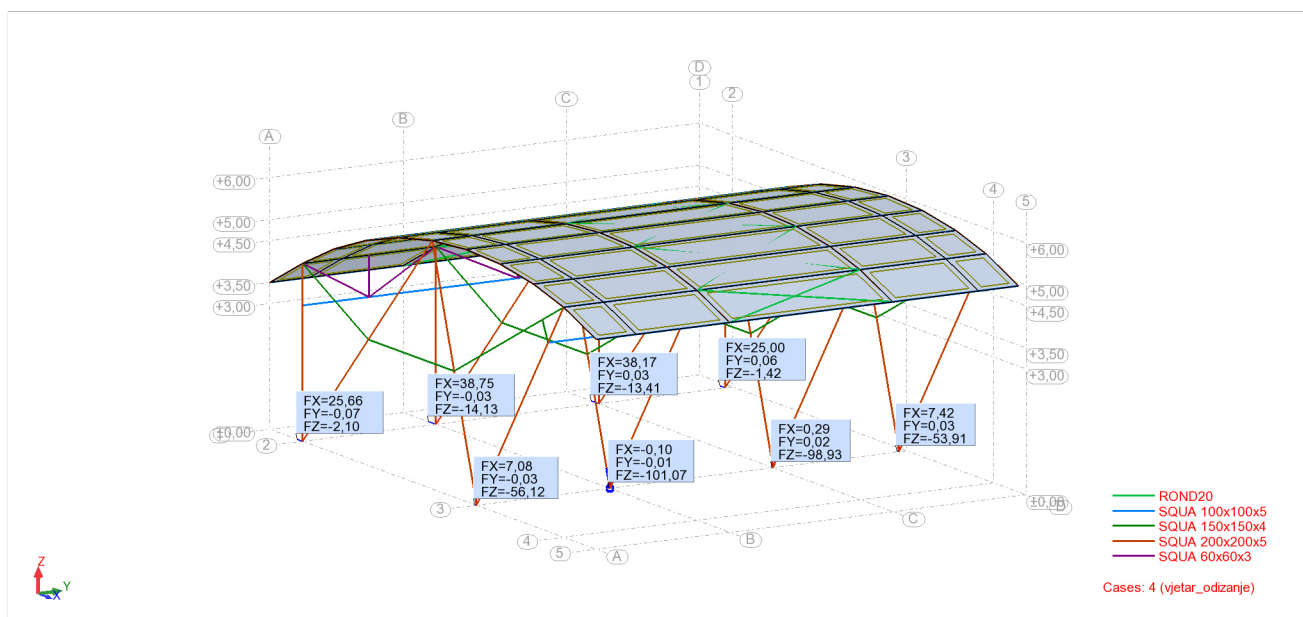 D
1
2
C
B
A
3
4
5
+6,00
+5,00
+4,50
+3,50
+3,00
+6,00
+5,00
+4,50
+3,50
+3,00
FX=25,00
FY=0,06
FZ=-1,42
FX=38,17
FY=0,03
FZ=-13,41
FX=38,75
FY=-0,03
FZ=-14,13
FX=25,66
FY=-0,07
FZ=-2,10
FX=7,42
FY=0,03
FZ=-53,91
FX=0,29
FY=0,02
FZ=-98,93
FX=-0,10
FY=-0,01
FZ=-101,07
FX=7,08
FY=-0,03
FZ=-56,12
±0,00
2
3
4
5
A
B
C
D
±0,00
ROND20
SQUA 100x100x5
SQUA 150x150x4
SQUA 200x200x5
SQUA 60x60x3
Cases: 4 (vjetar_odizanje)
Z
Y
X